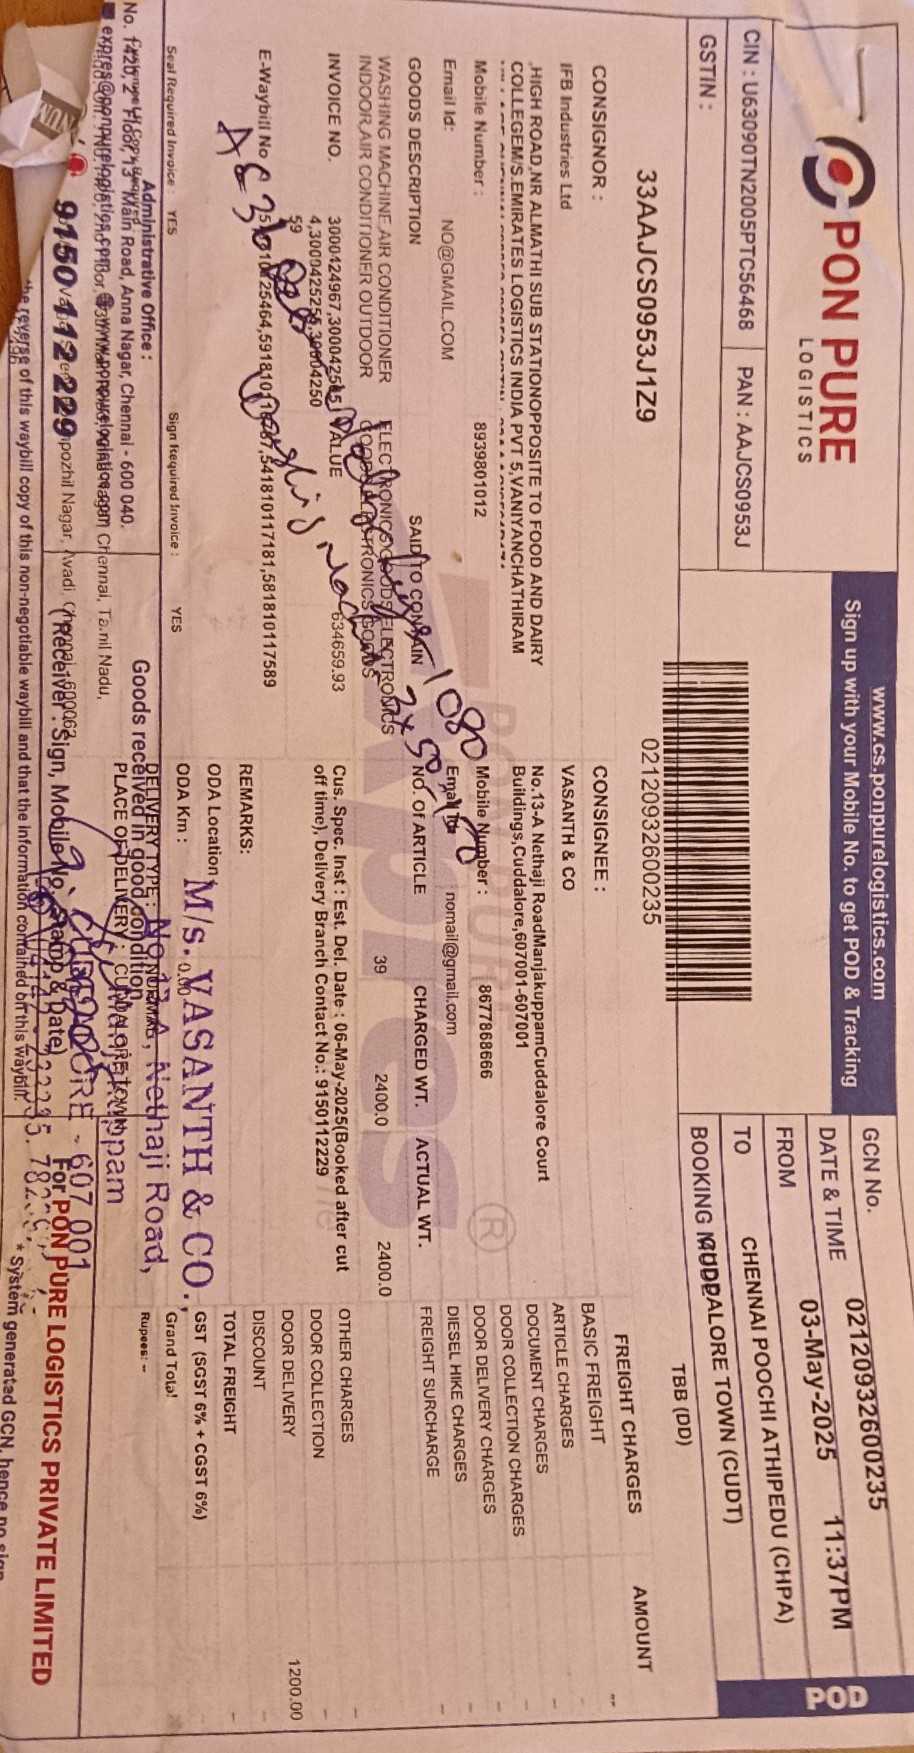 PON PURE
LOGISTICS
www.cs.ponpurelogistics.com
Sign up with your Mobile No. to get POD & Tracking
POD
GCN No. 02120932600235
DATE & TIME 03-May-2025 11:37PM
FROM CHENNAI POOCHI ATHIPEDU (CHPA)
TO CUDDALORE TOWN (CUDT)
BOOKING TBB (DD)
CIN : U63090TN2005PTC56468
PAN : AAJCS0953J
GSTIN : 33AAJCS0953J1Z9
02120932600235
CONSIGNOR :
IFB Industries Ltd
,HIGH ROAD,NR ALMATHI SUB STATIONOPPOSITE TO FOOD AND DAIRY
COLLEGEM/S.EMIRATES LOGISTICS INDIA PVT 5,VANIYANCHATHIRAM
Mobile Number : 8939801012
Email Id: NO@GMAIL.COM
CONSIGNEE :
VASANTH & CO
No.13-A Nethaji RoadManjakuppamCuddalore Court
Buildings,Cuddalore,607001-607001
Mobile Number : 8677868666
Email Id: nomail@gmail.com
GOODS DESCRIPTION SAID TO CONTAIN NO. OF ARTICLE CHARGED WT. ACTUAL WT.
WASHING MACHINE AIR CONDITIONER ELECTRONICS GOODS ELECTRONICS 39 2400.0 2400.0
INDOOR,AIR CONDITIONER OUTDOOR GOODS ELECTRONICS GOODS
INVOICE NO. VALUE 634659.93
Cus. Spec. Inst : Est. Del. Date : 06-May-2025(Booked after cut
off time), Delivery Branch Contact No.: 9150112229
E-Waybill No
REMARKS:
ODA Location
ODA Km : 0.00
Seal Required Invoice : YES Sign Required Invoice : YES
DELIVERY TYPE : NORMAL
PLACE OF DELIVERY : CUDDALORE TOWN
FREIGHT CHARGES AMOUNT
BASIC FREIGHT --
ARTICLE CHARGES -
DOCUMENT CHARGES -
DOOR COLLECTION CHARGES -
DOOR DELIVERY CHARGES -
DIESEL HIKE CHARGES -
FREIGHT SURCHARGE -
OTHER CHARGES -
DOOR COLLECTION -
DOOR DELIVERY 1200.00
DISCOUNT -
TOTAL FREIGHT -
GST (SGST 6% + CGST 6%) -
Grand Total
Rupees: --
1080
M/s. VASANTH & CO.,
No.13-A, Nethaji Road,
Manjakuppam
CUDDALORE - 607 001
Goods received in good condition
(Receiver : Sign, Mobile No, Stamp & Date)
For PON PURE LOGISTICS PRIVATE LIMITED
Administrative Office :
Main Road, Anna Nagar, Chennai - 600 040.
9150 112 229
the reverse of this waybill copy of this non-negotiable waybill and that the information contained on this waybill.
* System generatad GCN, hence no sign